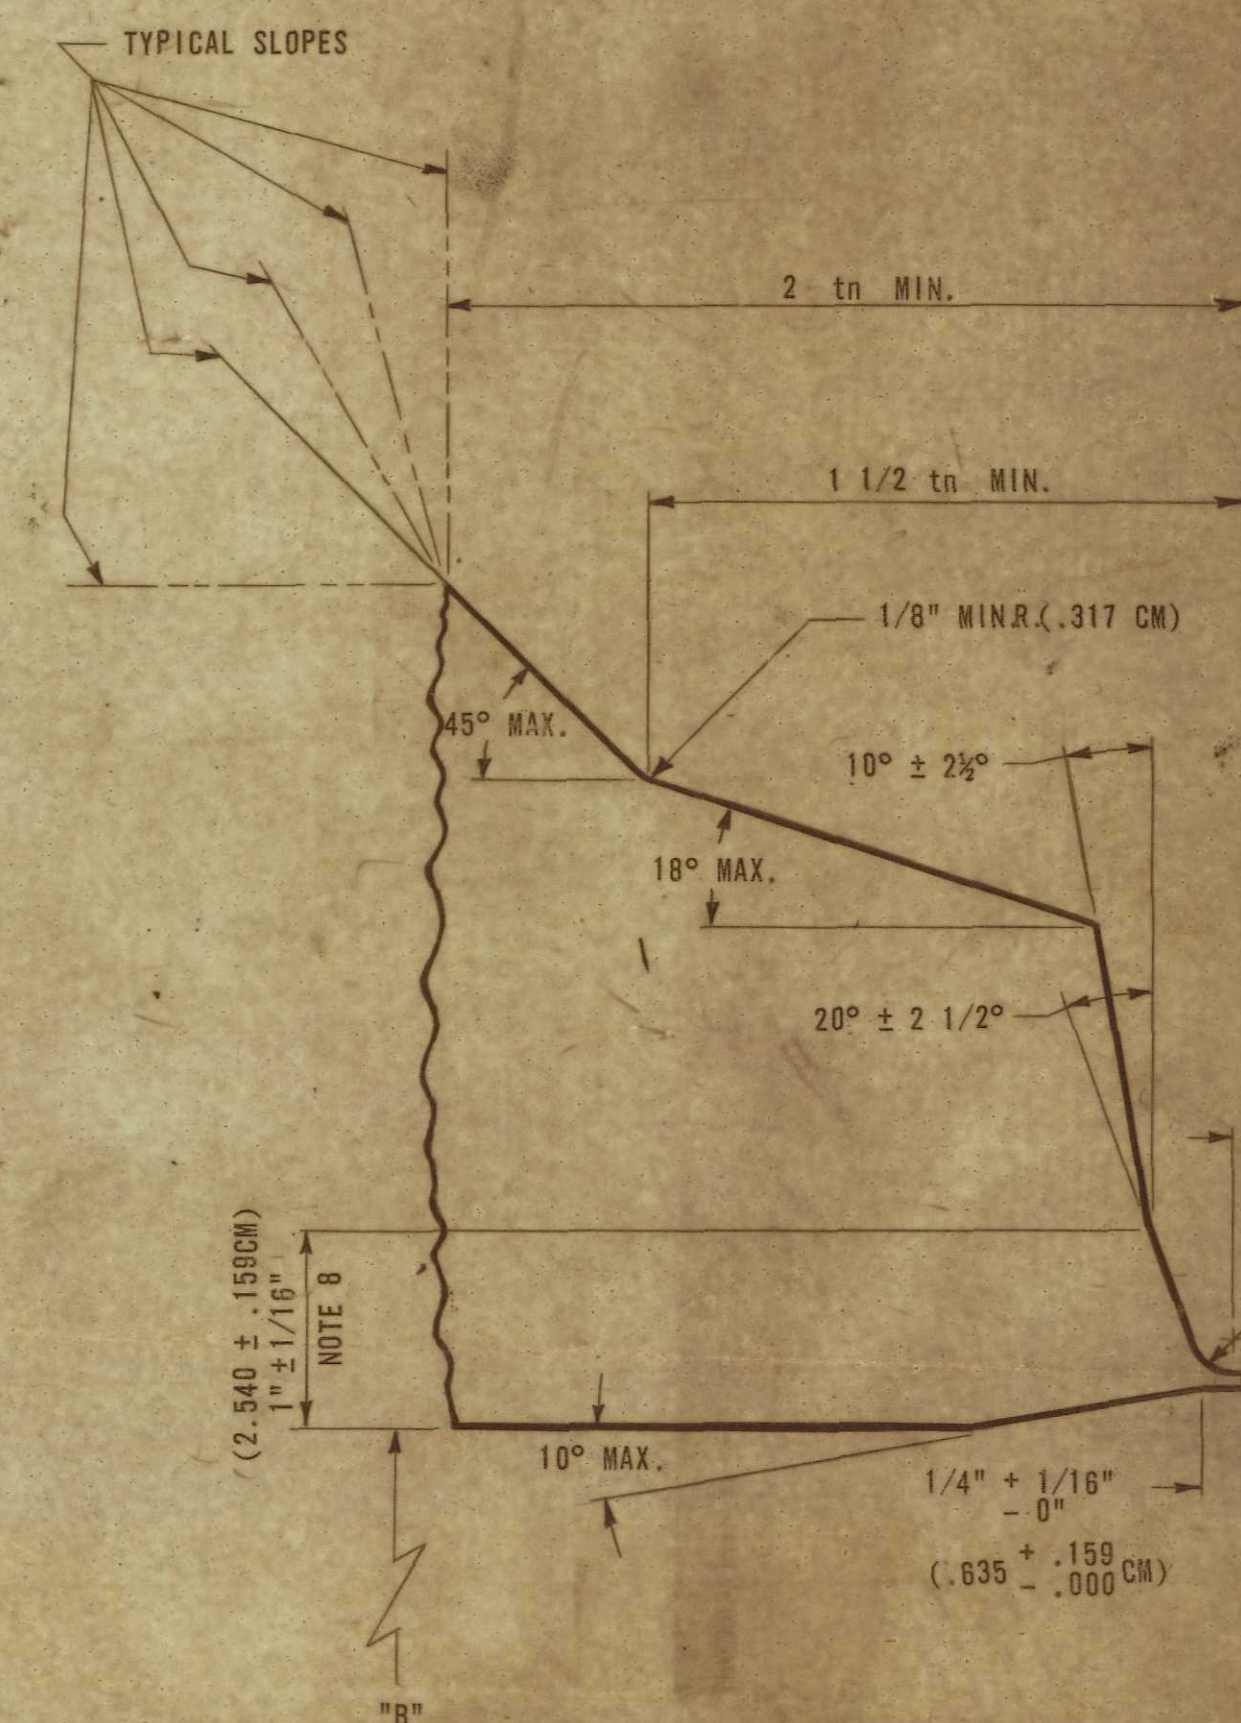 TYPICAL SLOPES
2 tn MIN.
1 1/2 tn MIN.
1/8" MIN.R.(.317 CM)
45° MAX.
10° ± 2½°
18° MAX.
20° ± 2 1/2°
(2.540 ± .159CM)
1" ± 1/16"
NOTE 8
10° MAX.
1/4" + 1/16"
- 0"
(.635 + .159
- .000 CM)
"B"